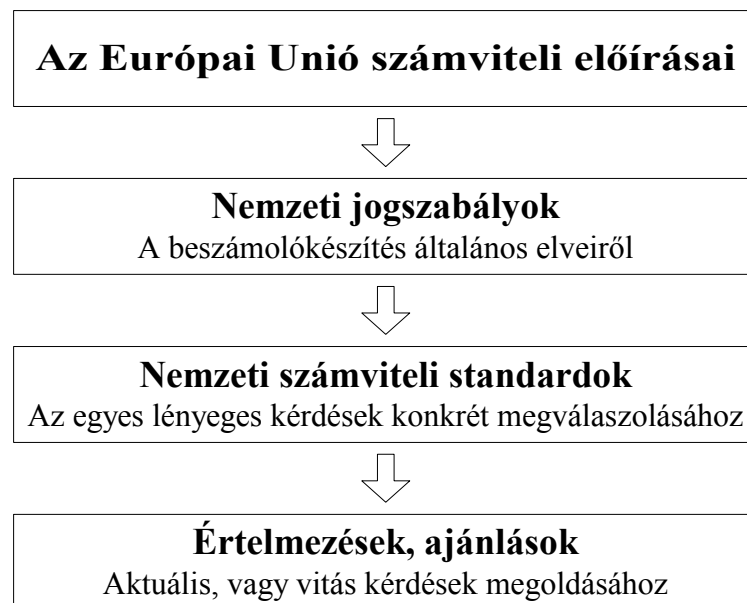 Az Európai Unió számviteli előírásai
Nemzeti jogszabályok
A beszámolókészítés általános elveiről
Nemzeti számviteli standardok
Az egyes lényeges kérdések konkrét megválaszolásához
Értelmezések, ajánlások
Aktuális, vagy vitás kérdések megoldásához